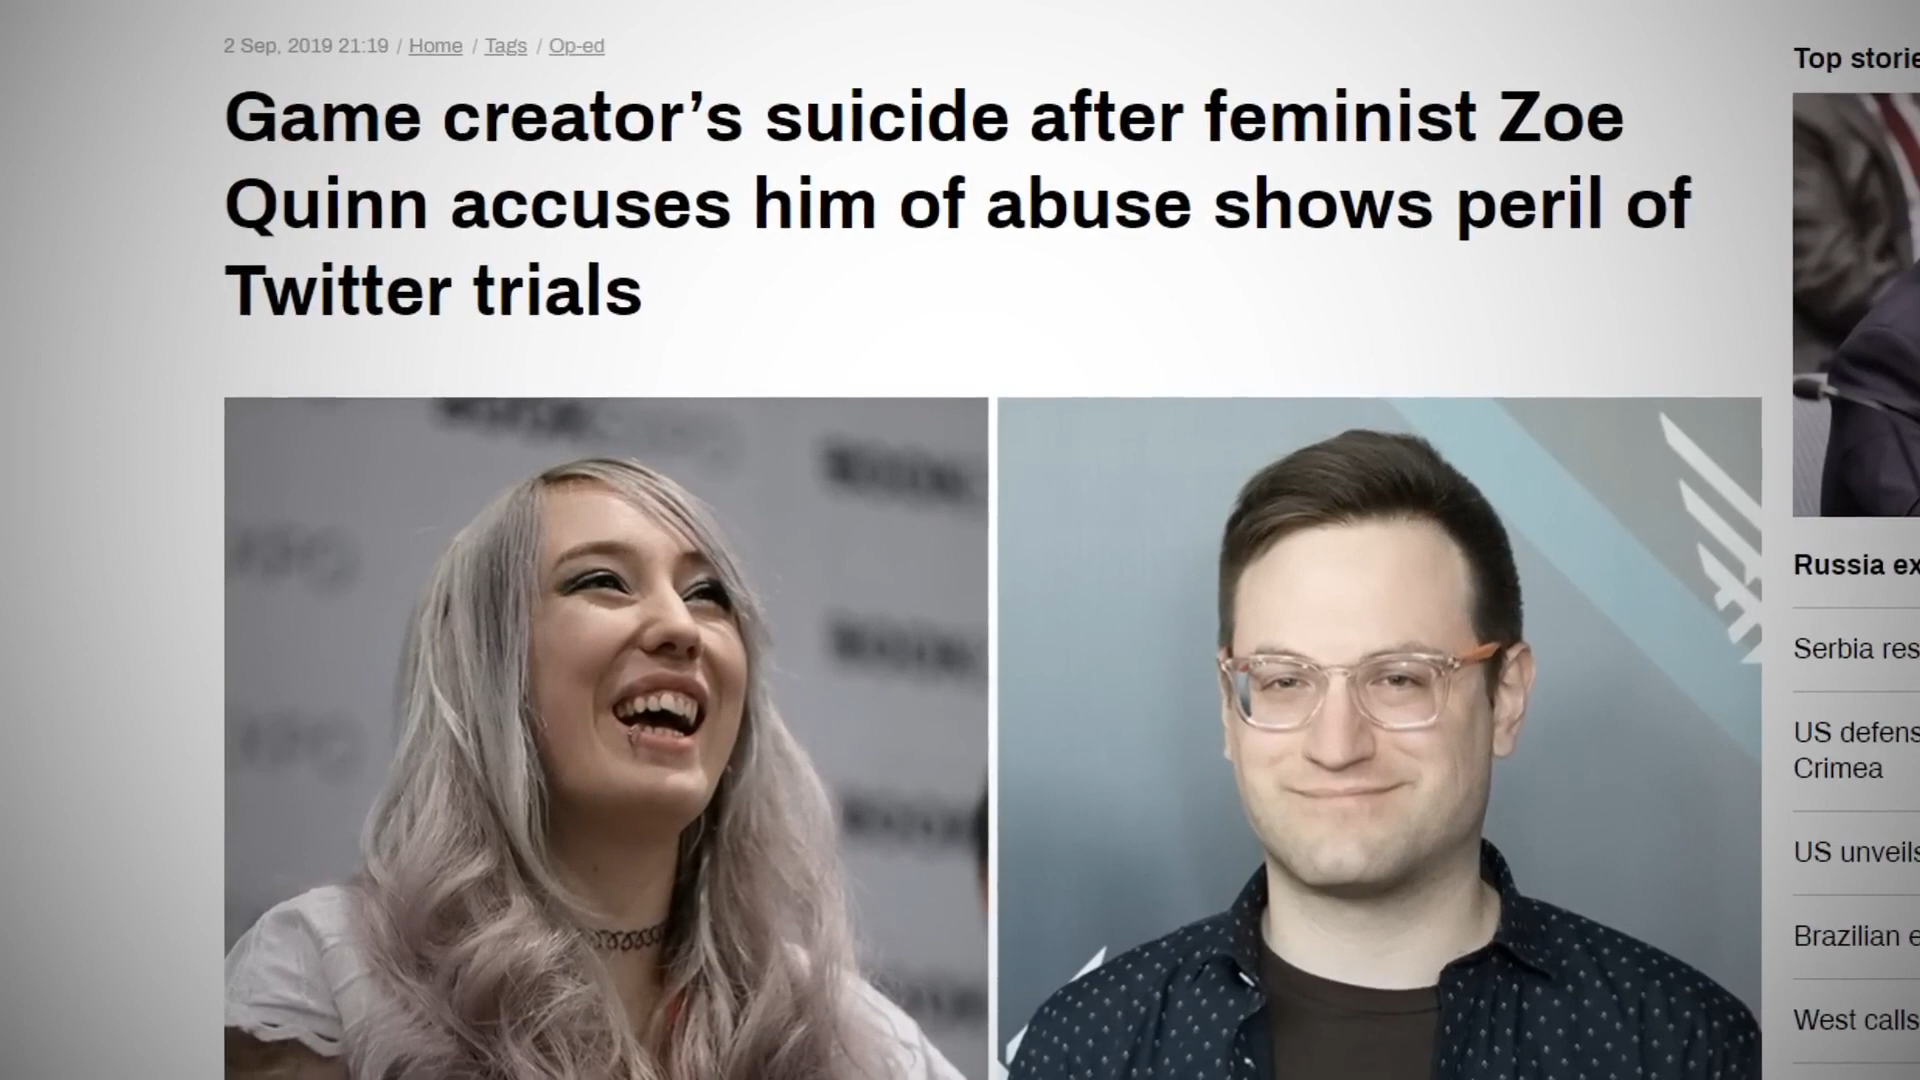 2 Sep, 2019 21:19 / Home / Tags / Op-ed
Game creator's suicide after feminist Zoe
Quinn accuses him of abuse shows peril of
Twitter trials
Top storie
Russia ex
Serbia res
US defens
Crimea
US unveils
Brazilian e
West calls